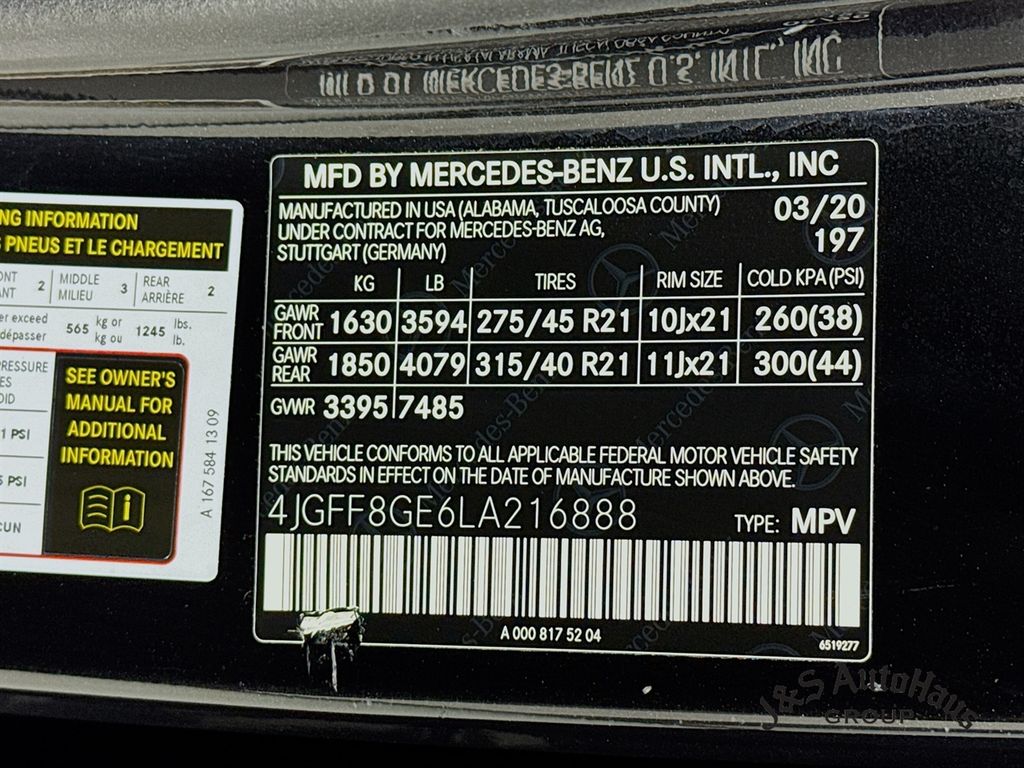 MFD BY MERCEDES-BENZ U.S. INTL., INC
MANUFACTURED IN USA (ALABAMA, TUSCALOOSA COUNTY)
UNDER CONTRACT FOR MERCEDES-BENZ AG,
STUTTGART (GERMANY)
03/20
197
KG LB TIRES RIM SIZE COLD KPA (PSI)
GAWR FRONT 1630 3594 275/45 R21 10Jx21 260(38)
GAWR REAR 1850 4079 315/40 R21 11Jx21 300(44)
GVWR 3395 7485
THIS VEHICLE CONFORMS TO ALL APPLICABLE FEDERAL MOTOR VEHICLE SAFETY
STANDARDS IN EFFECT ON THE DATE OF MANUFACTURE SHOWN ABOVE.
4JGFF8GE6LA216888
TYPE: MPV
A 000 817 52 04
6519277
INFORMATION
PNEUS ET LE CHARGEMENT
2 MIDDLE 3 REAR 2
MILIEU ARRIÈRE
exceed 565 kg or 1245 lbs.
dépasser kg ou lb.
SEE OWNER'S
MANUAL FOR
ADDITIONAL
INFORMATION
PSI
PSI
A 167 584 13 09
J&S AutoHaus
GROUP